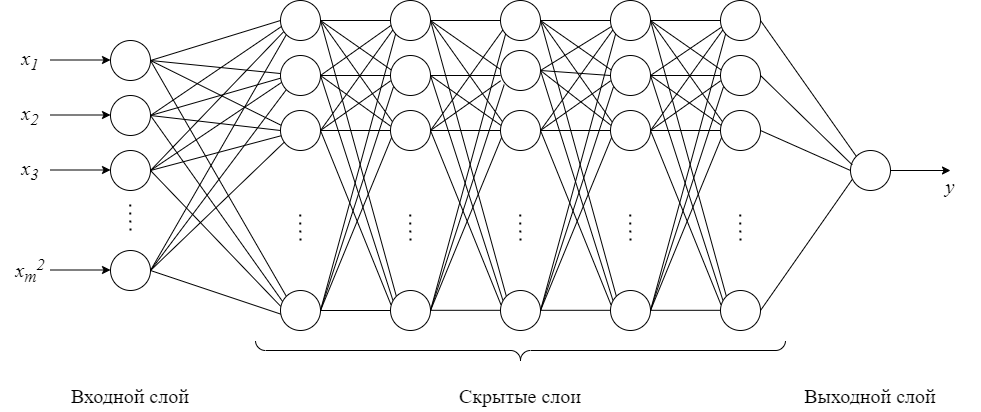 x₁
x₂
x₃
xₘ²
y
Входной слой
Скрытые слои
Выходной слой